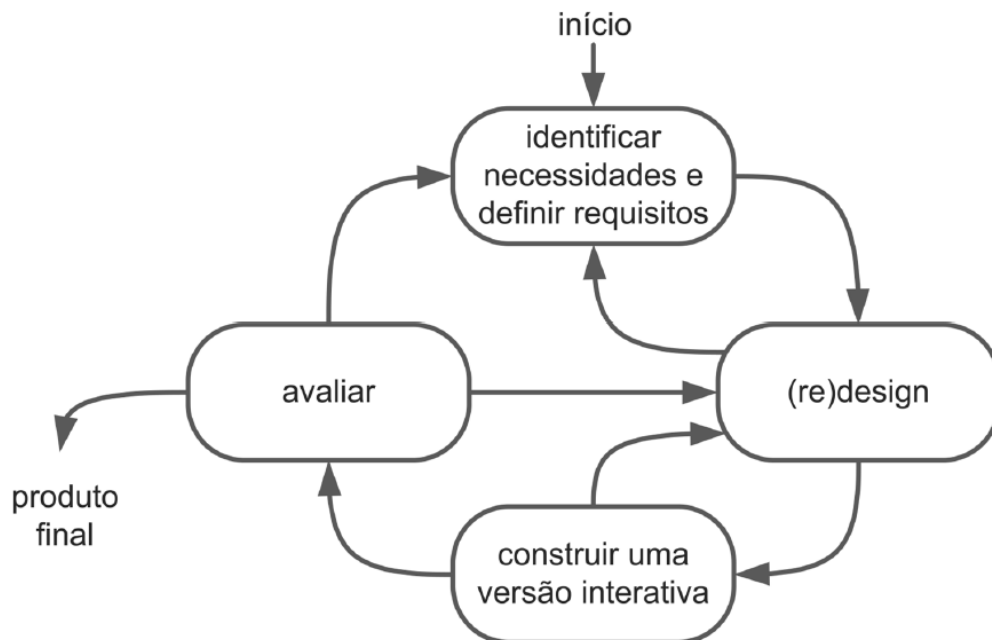 início
identificar
necessidades e
definir requisitos
avaliar
(re)design
produto
final
construir uma
versão interativa